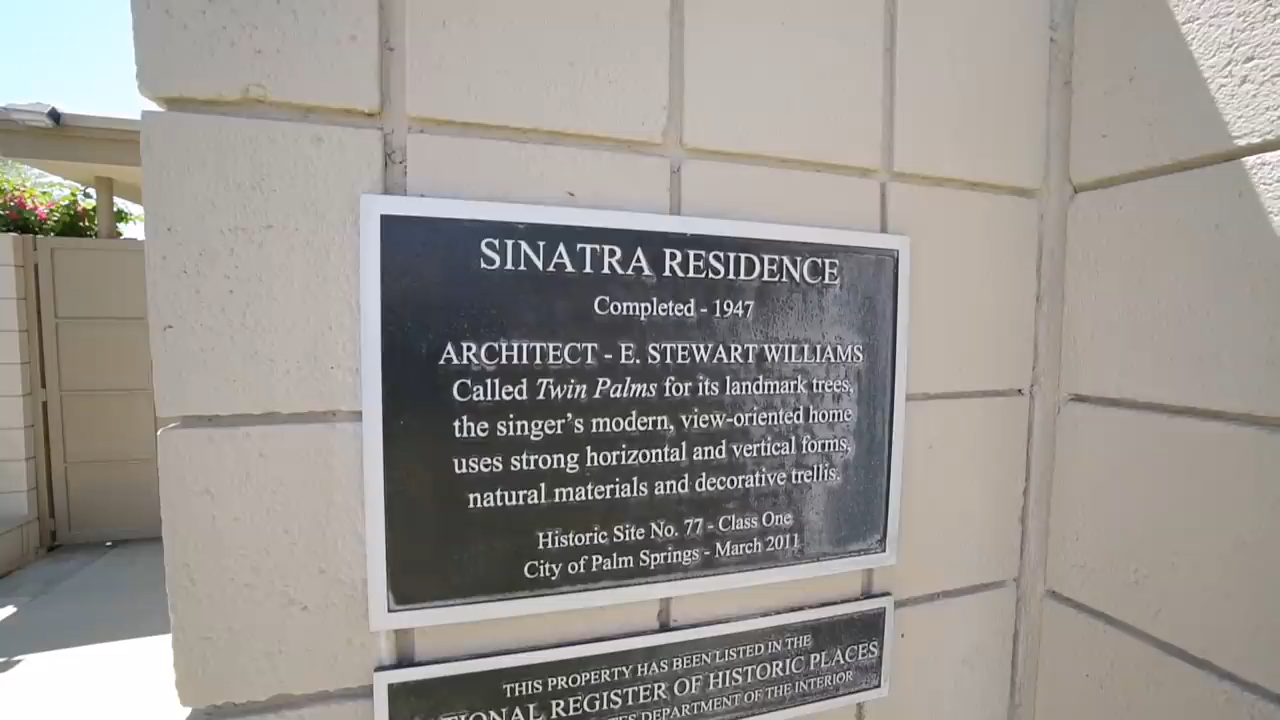 SINATRA RESIDENCE
Completed - 1947
ARCHITECT - E. STEWART WILLIAMS
Called Twin Palms for its landmark trees,
the singer's modern, view-oriented home
uses strong horizontal and vertical forms,
natural materials and decorative trellis.
Historic Site No. 77 - Class One
City of Palm Springs - March 2011
THIS PROPERTY HAS BEEN LISTED IN THE
REGISTER OF HISTORIC PLACES
DEPARTMENT OF THE INTERIOR